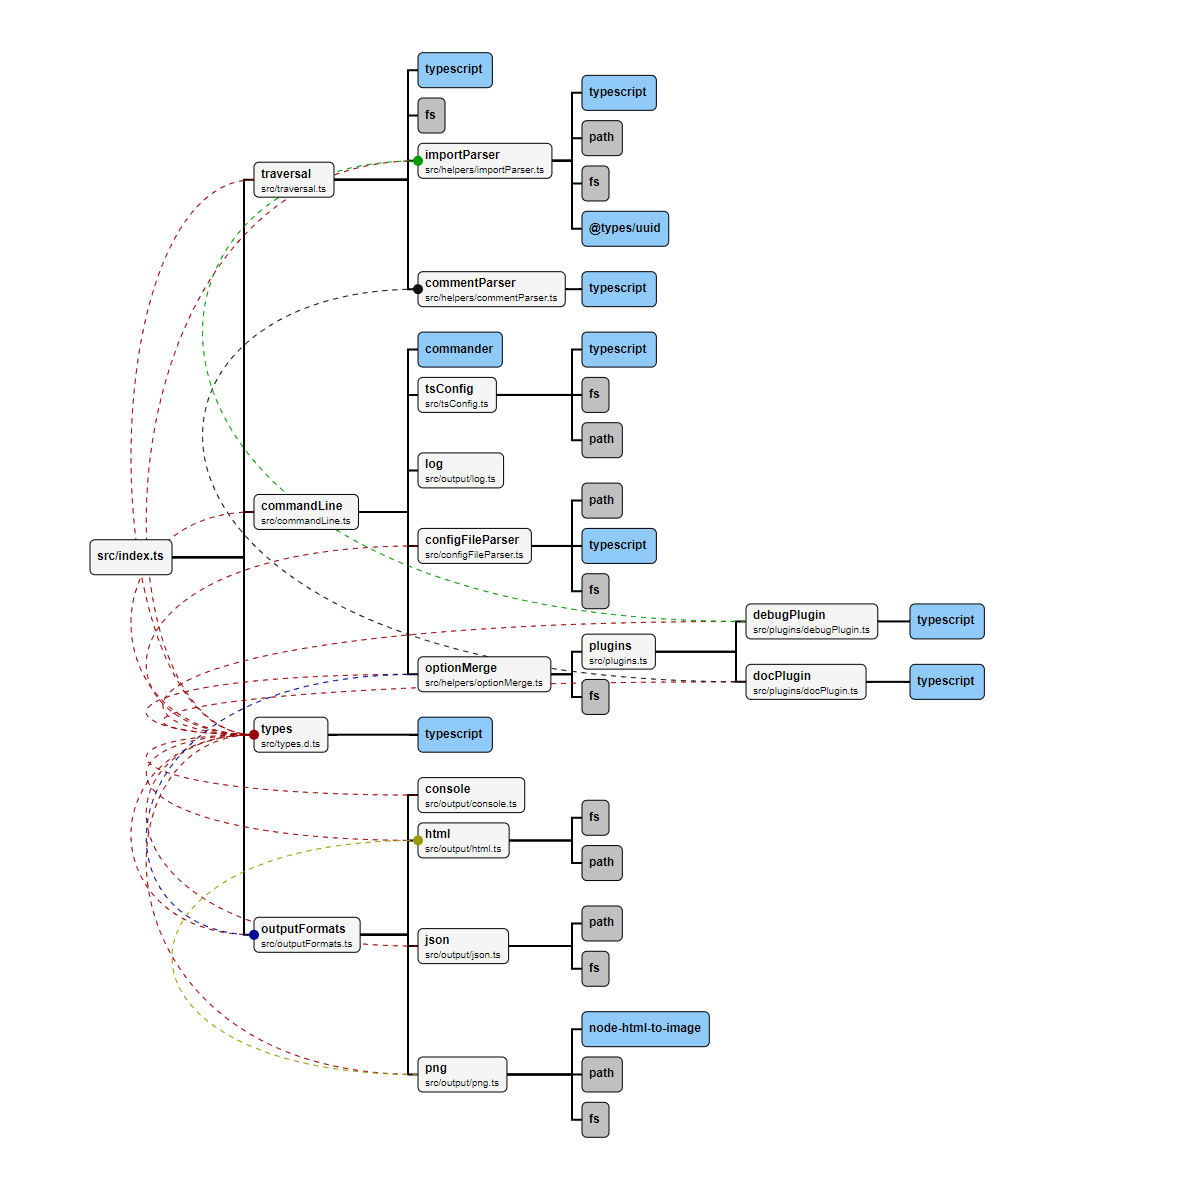 typescript
fs
importParser
src/helpers/importParser.ts
typescript
path
fs
@types/uuid
traversal
src/traversal.ts
commentParser
src/helpers/commentParser.ts
typescript
commander
tsConfig
src/tsConfig.ts
typescript
fs
path
log
src/output/log.ts
commandLine
src/commandLine.ts
configFileParser
src/configFileParser.ts
path
typescript
fs
src/index.ts
optionMerge
src/helpers/optionMerge.ts
plugins
src/plugins.ts
fs
debugPlugin
src/plugins/debugPlugin.ts
typescript
docPlugin
src/plugins/docPlugin.ts
typescript
types
src/types.d.ts
typescript
console
src/output/console.ts
html
src/output/html.ts
fs
path
outputFormats
src/outputFormats.ts
json
src/output/json.ts
path
fs
png
src/output/png.ts
node-html-to-image
path
fs